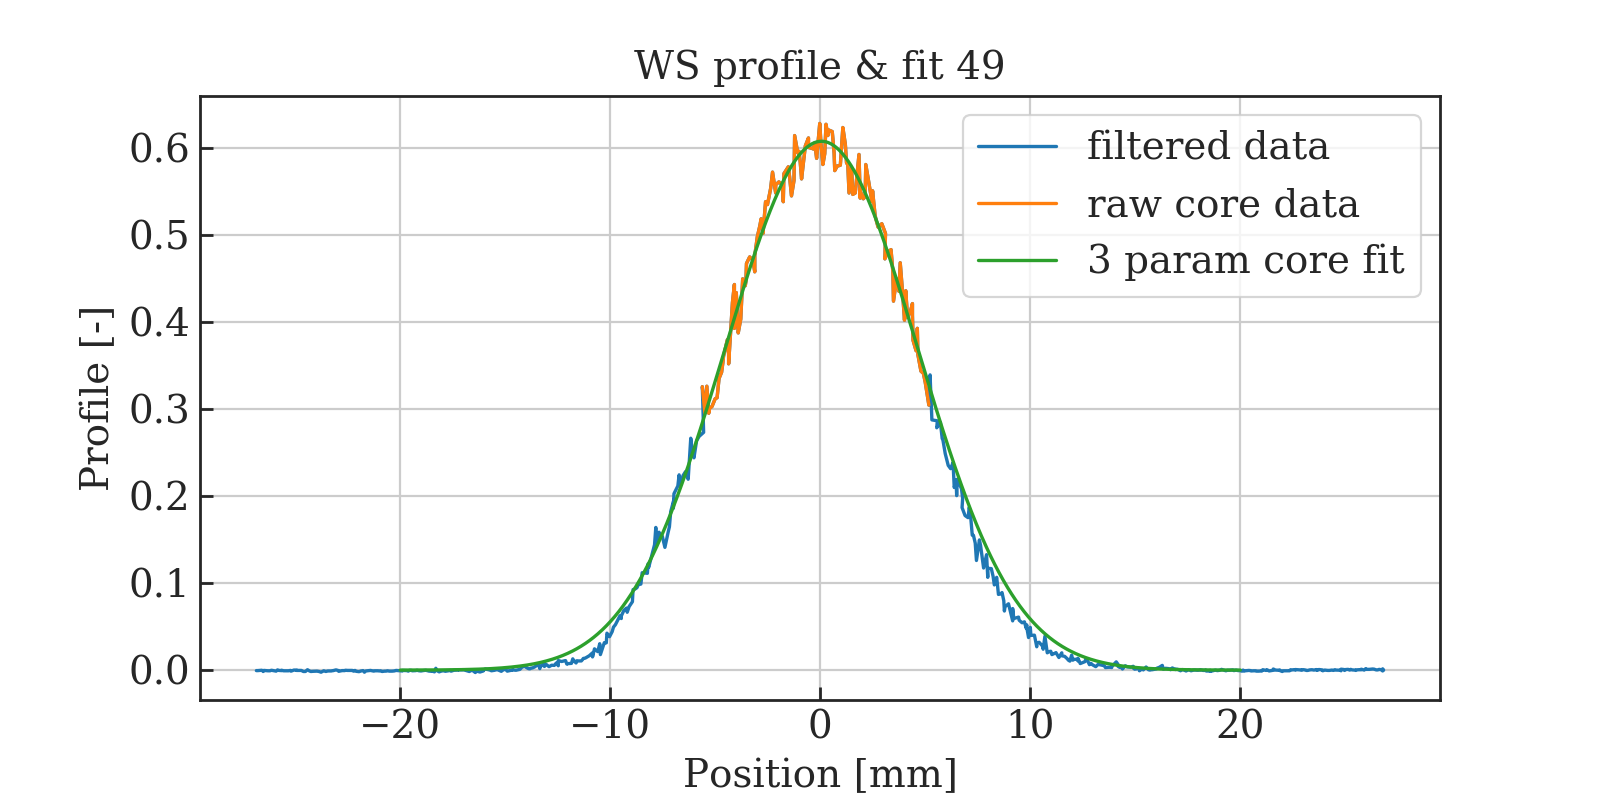 WS profile & fit 49
filtered data
raw core data
3 param core fit
0.6
0.5
0.4
0.3
0.2
0.1
0.0
Profile [-]
−20 −10 0 10 20
Position [mm]